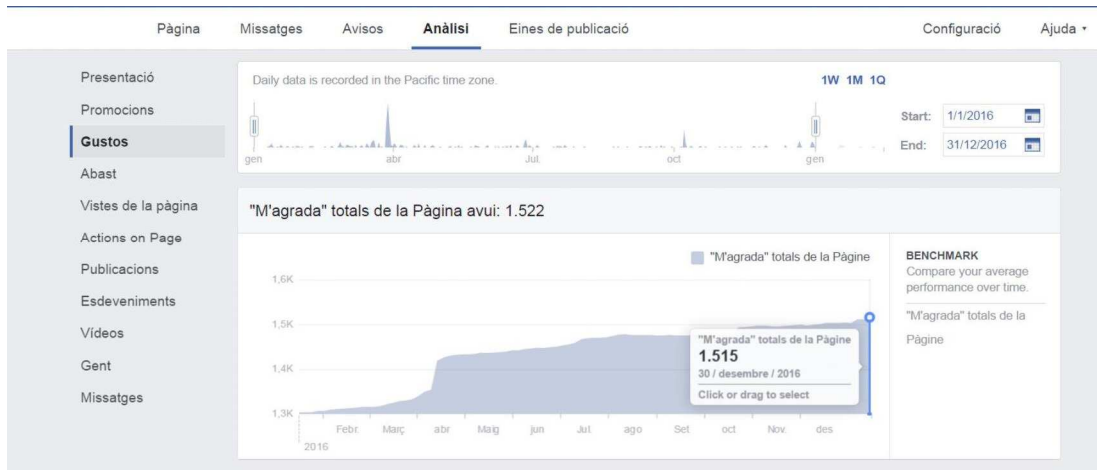 Pàgina Missatges Avisos Anàlisi Eines de publicació Configuració Ajuda
Presentació
Promocions
Gustos
Abast
Vistes de la pàgina
Actions on Page
Publicacions
Esdeveniments
Vídeos
Gent
Missatges
Daily data is recorded in the Pacific time zone.
1W 1M 1Q
Start: 1/1/2016
End: 31/12/2016
gen abr Jul. oct gen
"M'agrada" totals de la Pàgina avui: 1.522
"M'agrada" totals de la Pàgine
1,6K
1,5K
1,4K
1,3K
"M'agrada" totals de la Pàgine
1.515
30 / desembre / 2016
Click or drag to select
Febr. Març abr Maig jun Jul. ago Set oct Nov. des.
2016
BENCHMARK
Compare your average
performance over time.
"M'agrada" totals de la
Pàgine